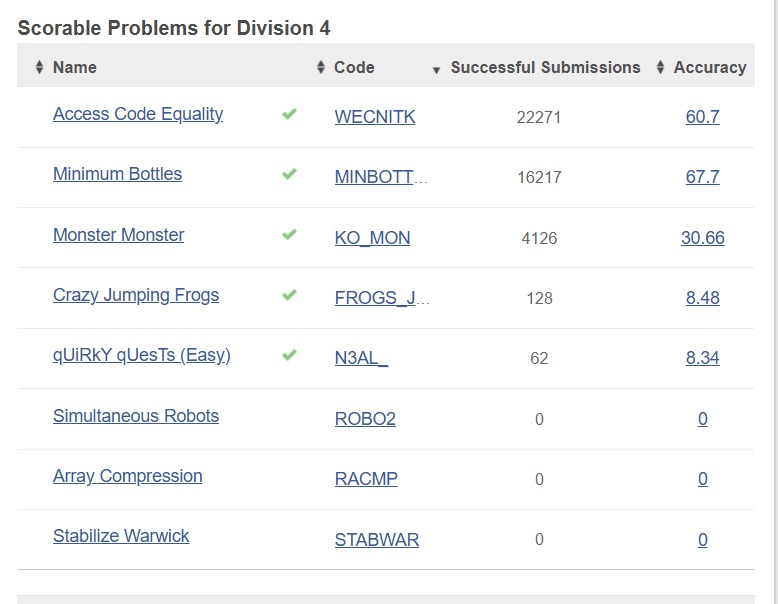 Scorable Problems for Division 4
Name Code Successful Submissions Accuracy
Access Code Equality WECNITK 22271 60.7
Minimum Bottles MINBOTT... 16217 67.7
Monster Monster KO_MON 4126 30.66
Crazy Jumping Frogs FROGS_J... 128 8.48
qUiRkY qUesTs (Easy) N3AL_ 62 8.34
Simultaneous Robots ROBO2 0 0
Array Compression RACMP 0 0
Stabilize Warwick STABWAR 0 0